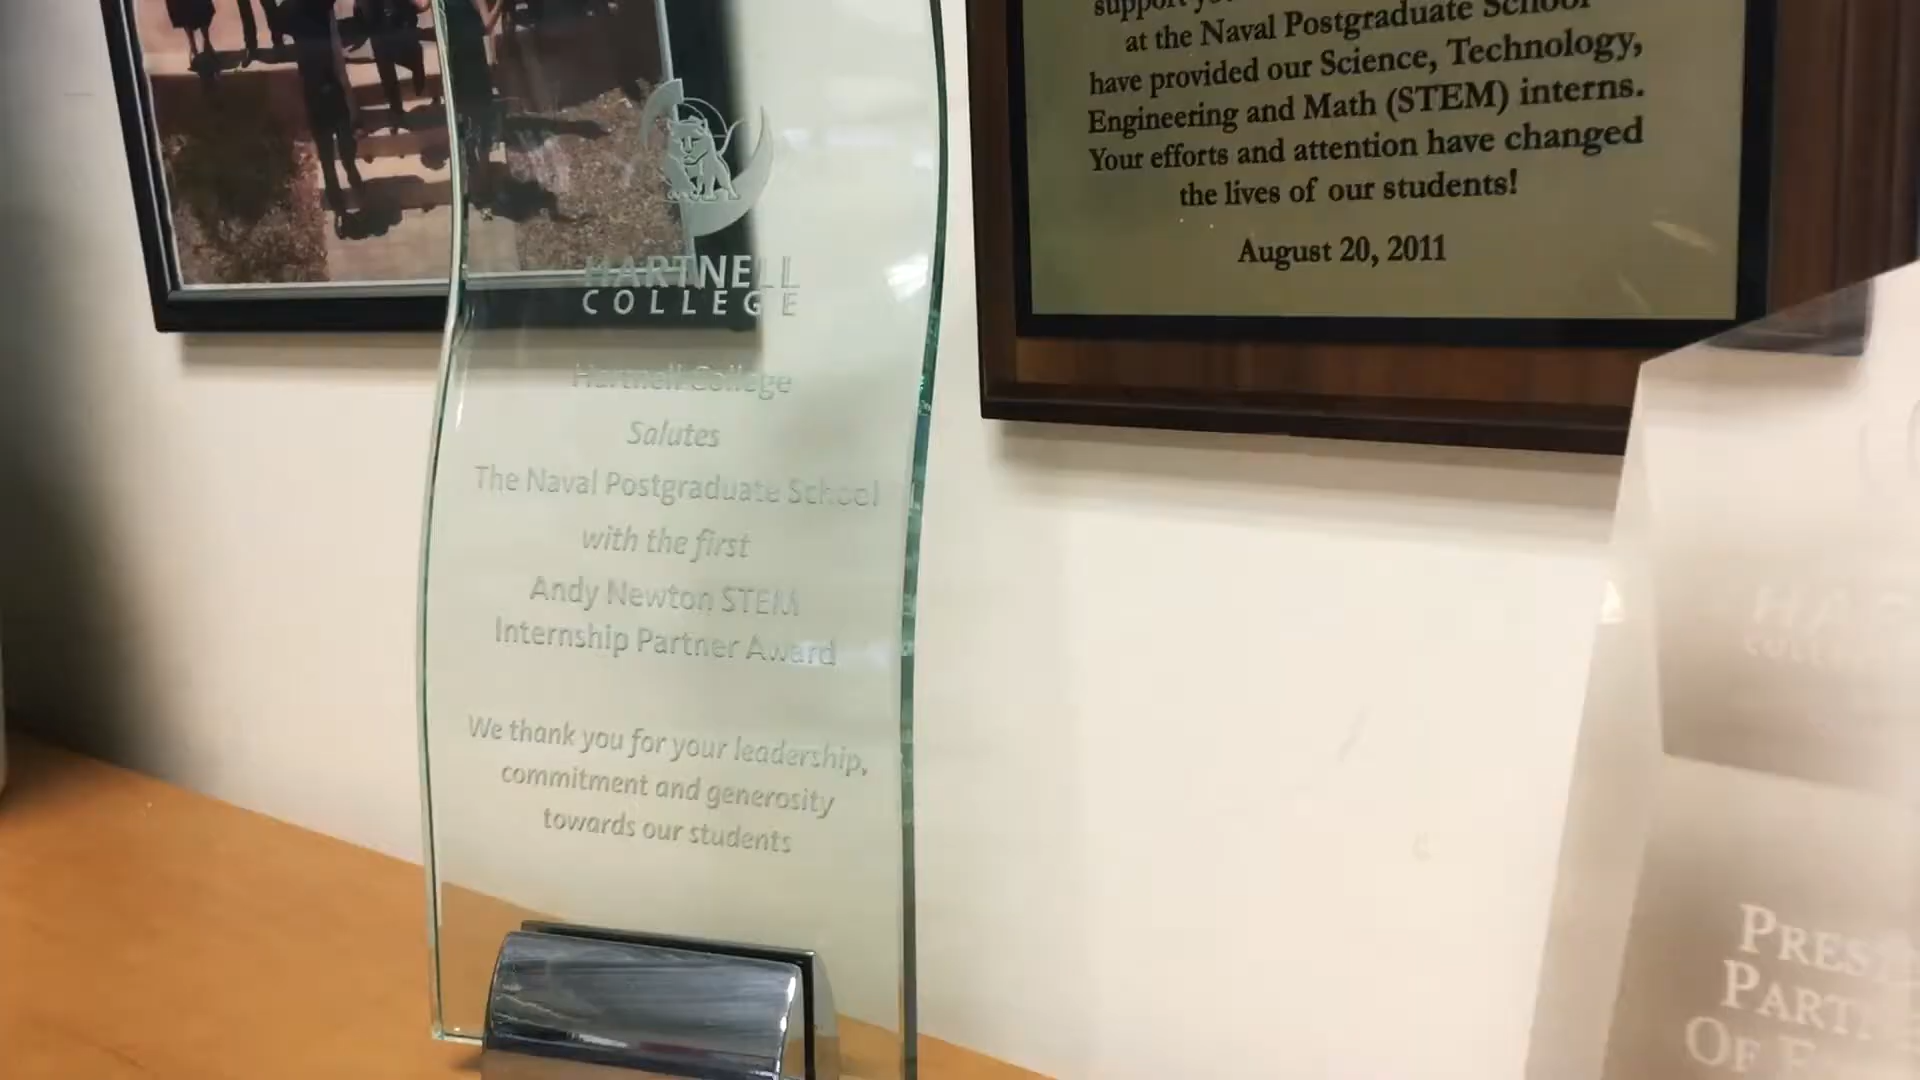 HARTNELL
COLLEGE
Hartnell College
Salutes
The Naval Postgraduate School
with the first
Andy Newton STEM
Internship Partner Award
We thank you for your leadership,
commitment and generosity
towards our students
support
at the Naval Postgraduate School
have provided our Science, Technology,
Engineering and Math (STEM) interns.
Your efforts and attention have changed
the lives of our students!
August 20, 2011
OF